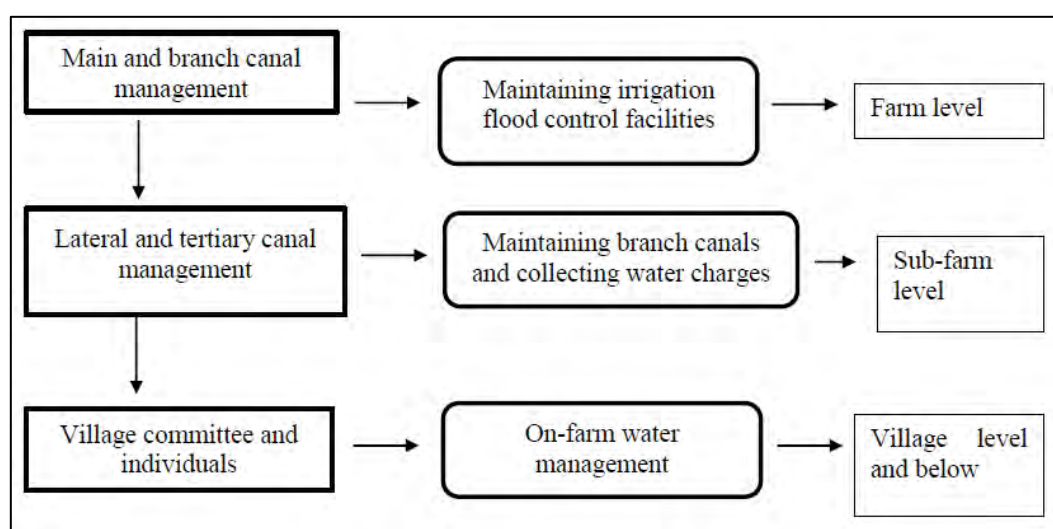 Main and branch canal
management
Maintaining irrigation
flood control facilities
Farm level
Lateral and tertiary canal
management
Maintaining branch canals
and collecting water charges
Sub-farm
level
Village committee and
individuals
On-farm water
management
Village level
and below